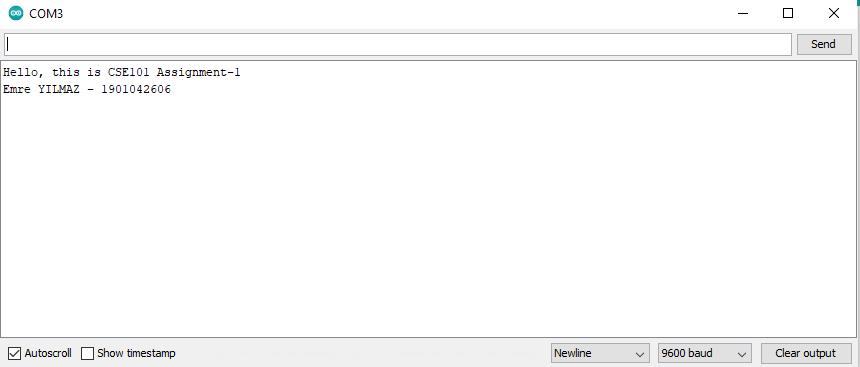 COM3
Send
Hello, this is CSE101 Assignment-1
Emre YILMAZ - 1901042606
Autoscroll Show timestamp Newline 9600 baud Clear output